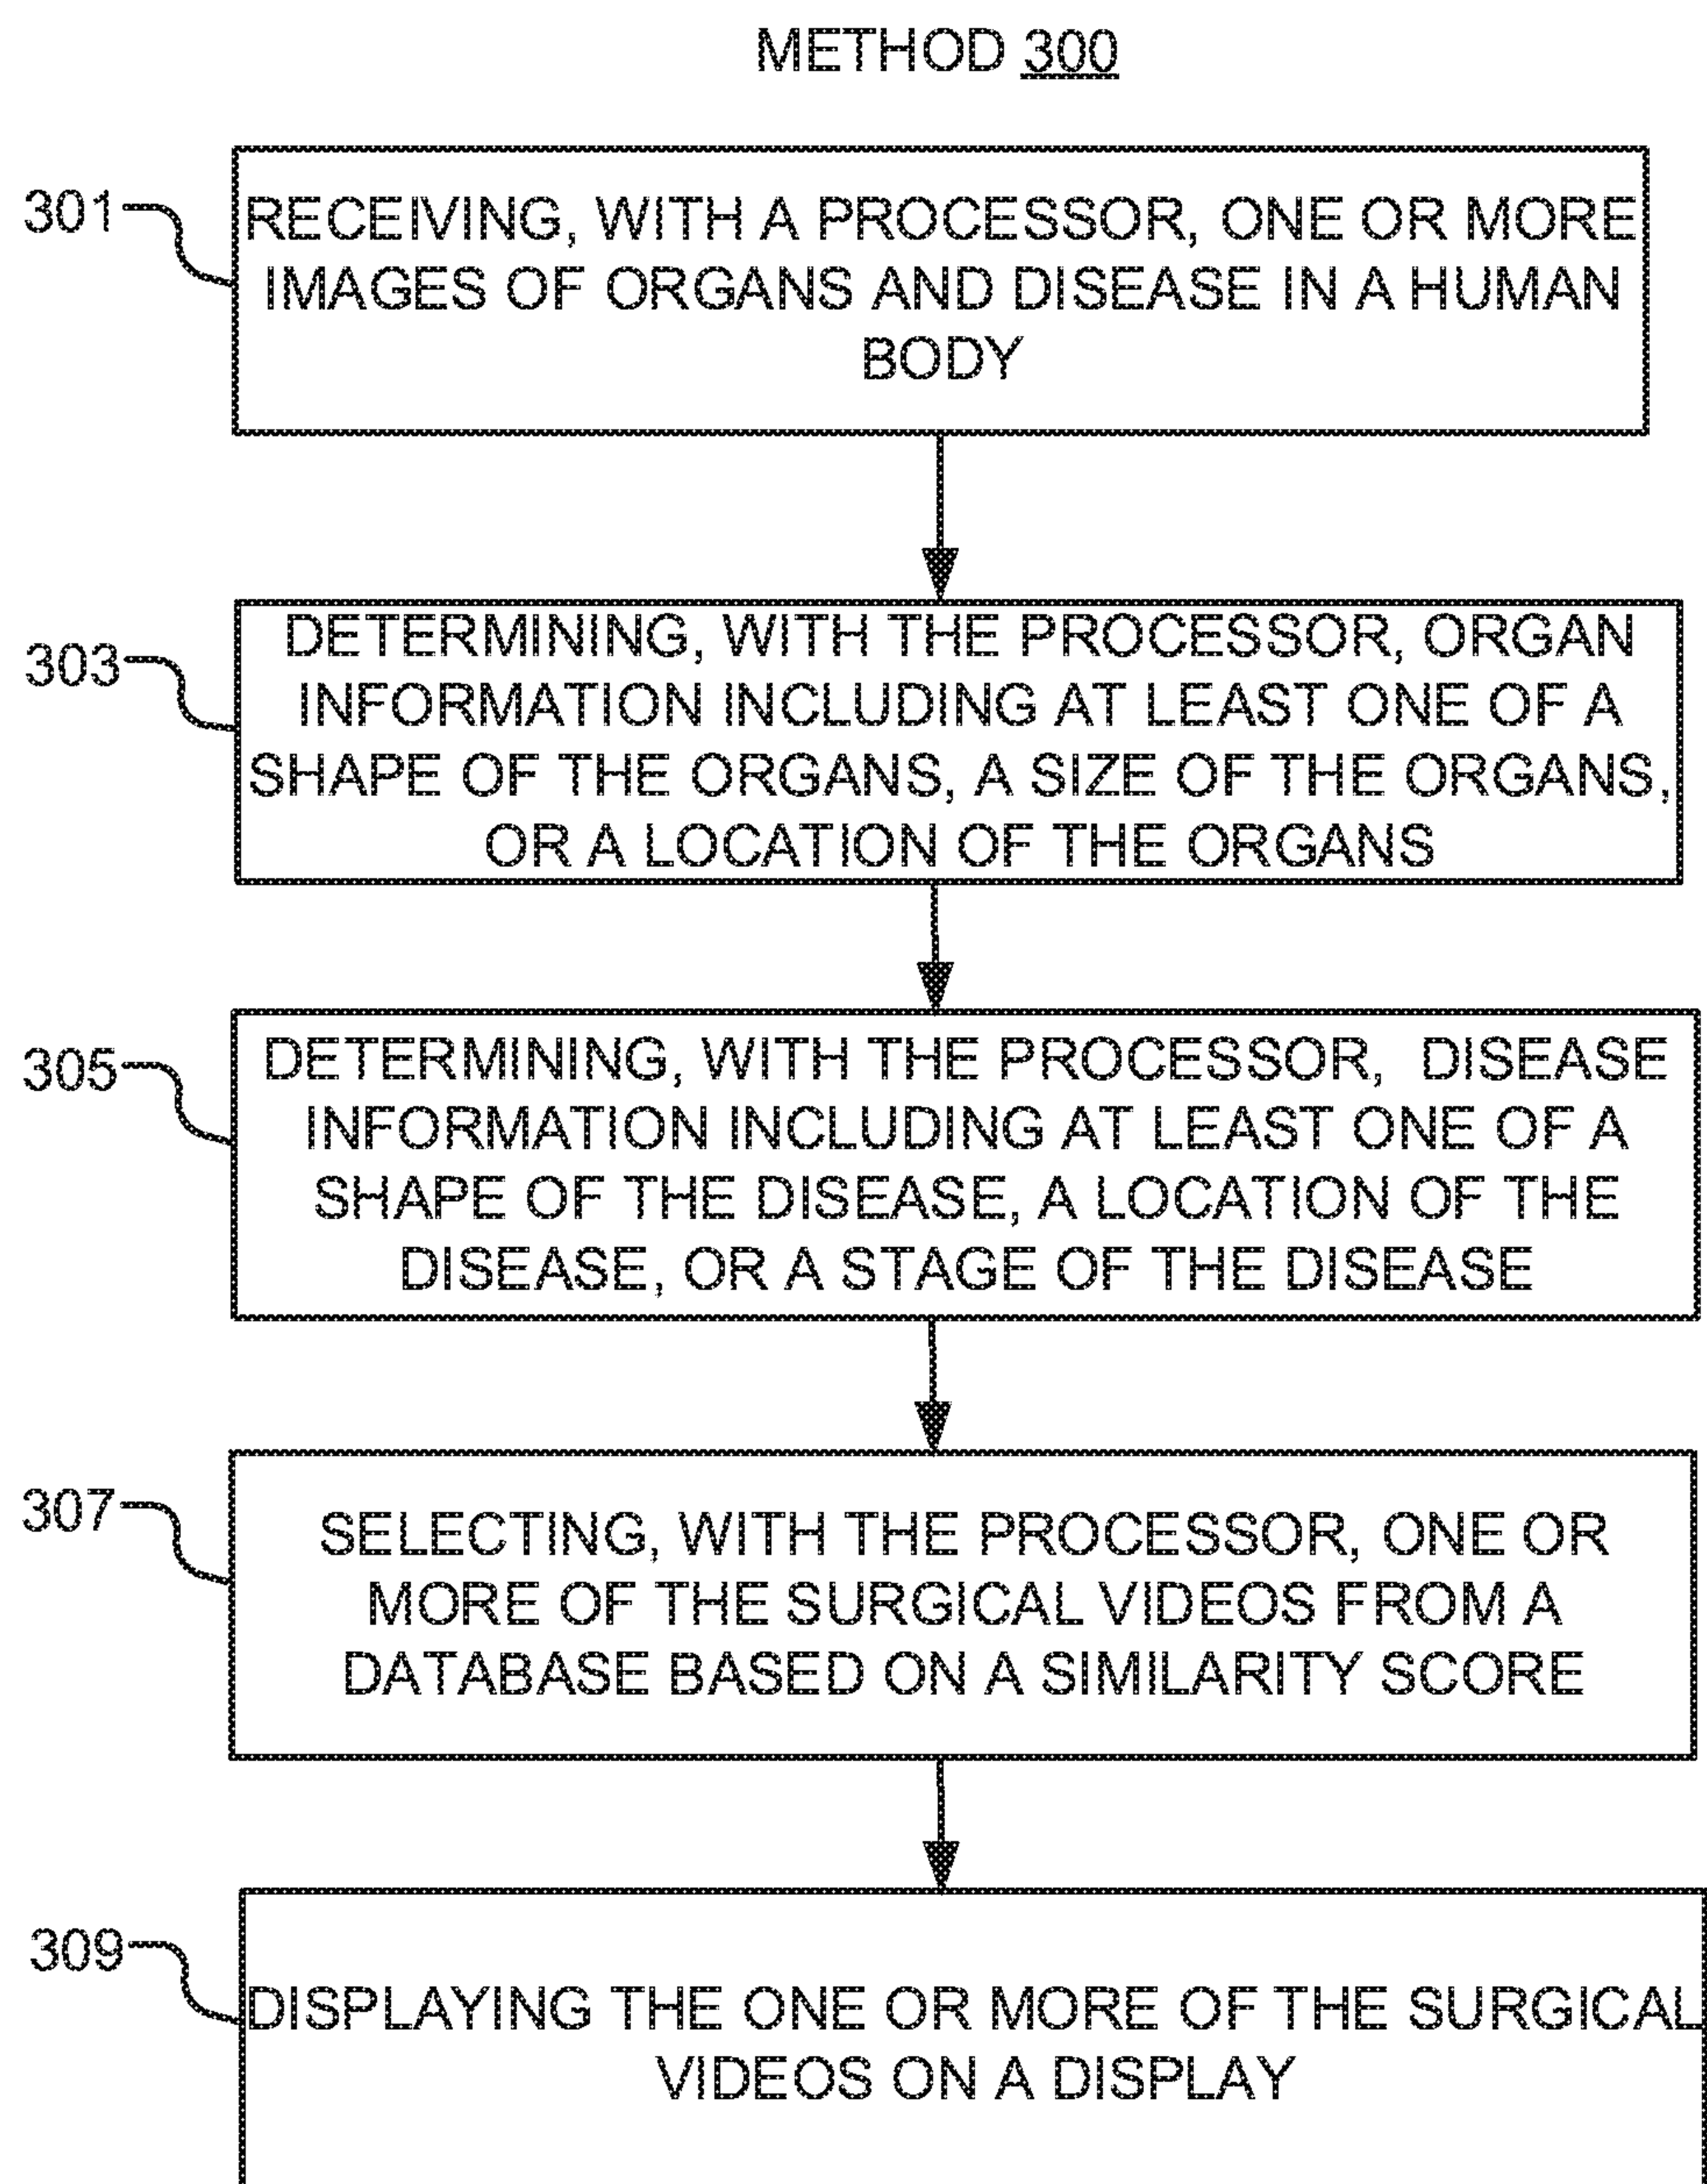 METHOD 300
301
RECEIVING, WITH A PROCESSOR, ONE OR MORE
IMAGES OF ORGANS AND DISEASE IN A HUMAN
BODY
303
DETERMINING, WITH THE PROCESSOR, ORGAN
INFORMATION INCLUDING AT LEAST ONE OF A
SHAPE OF THE ORGANS, A SIZE OF THE ORGANS,
OR A LOCATION OF THE ORGANS
305
DETERMINING, WITH THE PROCESSOR, DISEASE
INFORMATION INCLUDING AT LEAST ONE OF A
SHAPE OF THE DISEASE, A LOCATION OF THE
DISEASE, OR A STAGE OF THE DISEASE
307
SELECTING, WITH THE PROCESSOR, ONE OR
MORE OF THE SURGICAL VIDEOS FROM A
DATABASE BASED ON A SIMILARITY SCORE
309
DISPLAYING THE ONE OR MORE OF THE SURGICAL
VIDEOS ON A DISPLAY